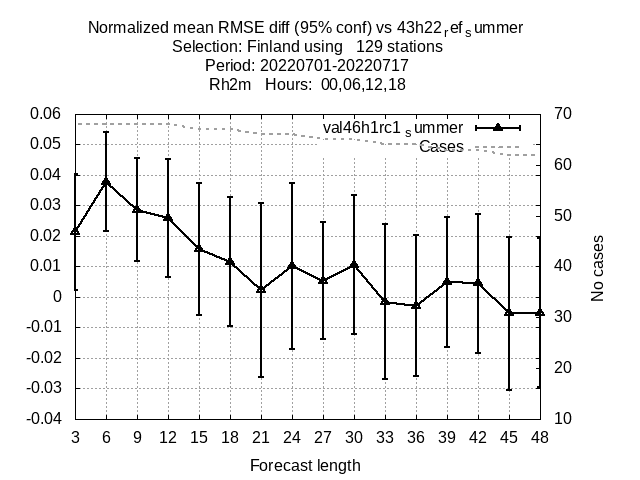 Normalized mean RMSE diff (95% conf) vs 43h22refsummer
Selection: Finland using   129 stations
Period: 20220701-20220717
Rh2m   Hours:  00,06,12,18
0.06
0.05
0.04
0.03
0.02
0.01
0
-0.01
-0.02
-0.03
-0.04
val46h1rc1summer
Cases
70
60
50
40
30
20
10
No cases
3 6 9 12 15 18 21 24 27 30 33 36 39 42 45 48
Forecast length